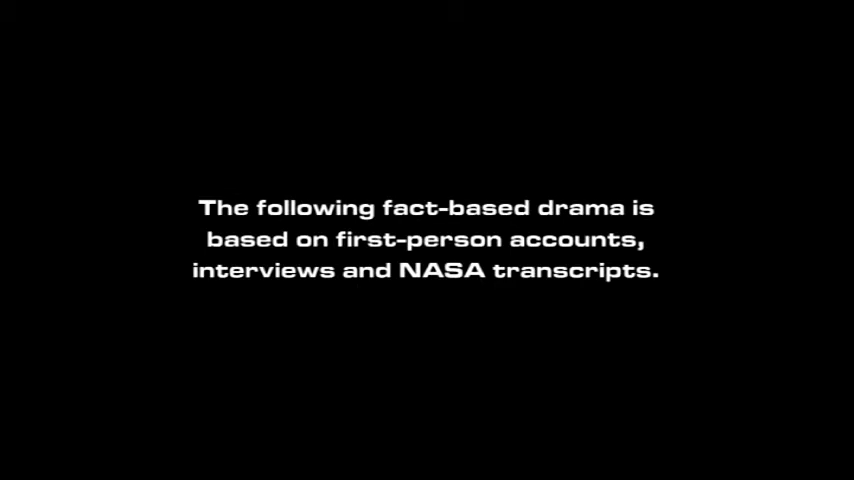 The following fact-based drama is
based on first-person accounts,
interviews and NASA transcripts.